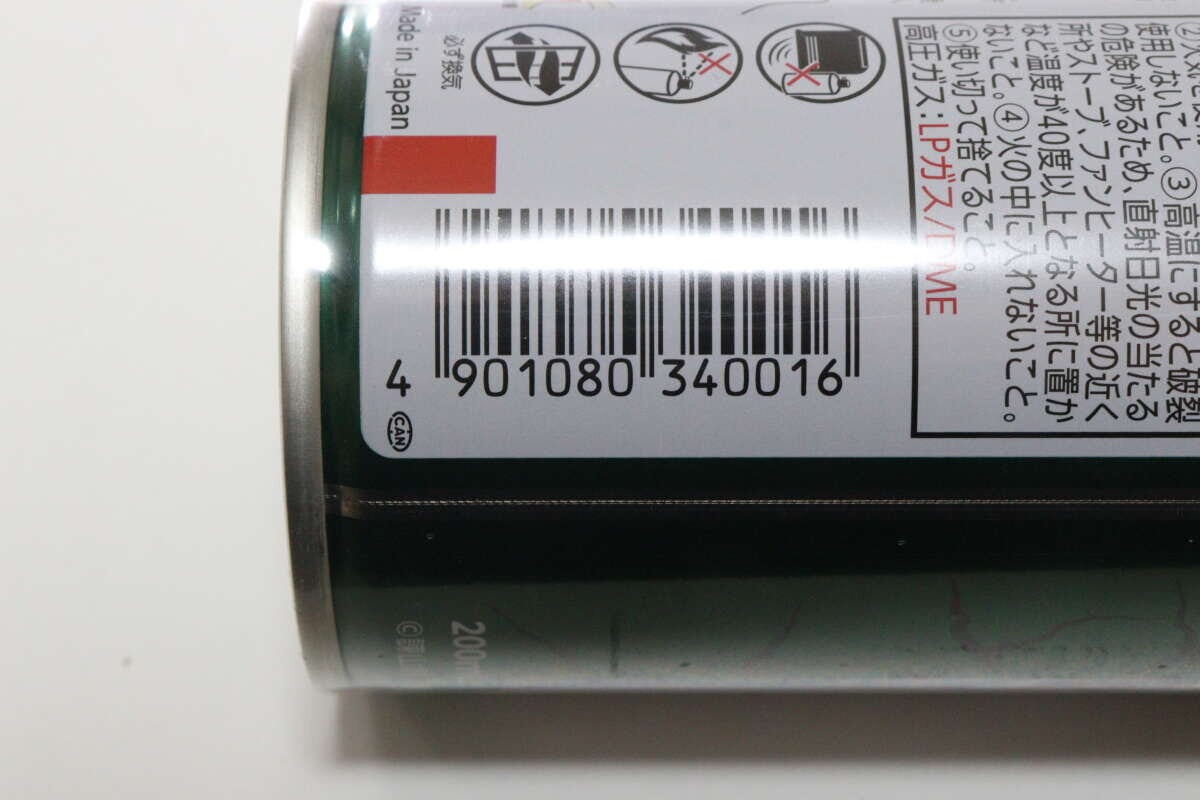 使用しないこと。③高温にすると破裂
の危険があるため、直射日光の当たる
所やストーブ、ファンヒーター等の近く
など温度が40度以上となる所に置か
ないこと。④火の中に入れないこと。
⑤使い切って捨てること。
高圧ガス:LPガス/DME
必ず換気
Made in Japan
4 901080 340016
CAN
200m